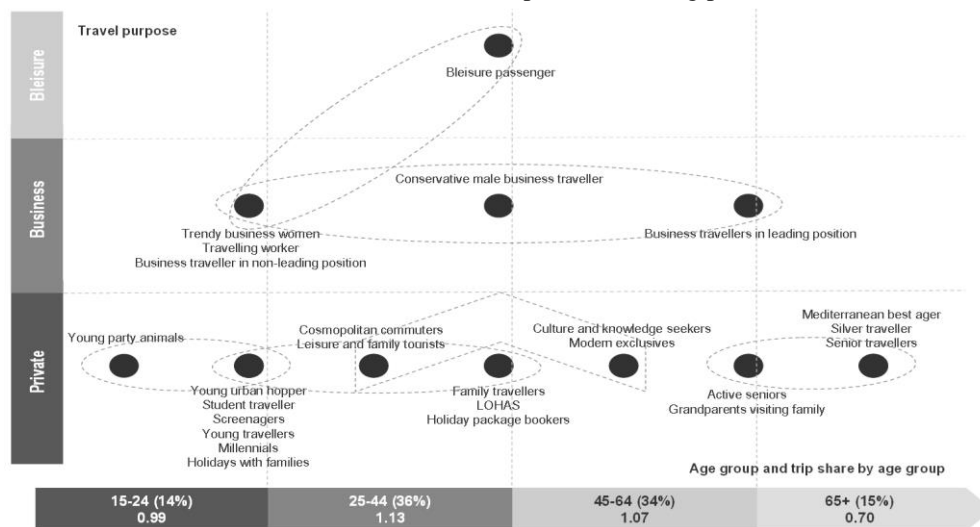 Travel purpose
Bleisure
Bleisure passenger
Business
Conservative male business traveller
Trendy business women
Travelling worker
Business traveller in non-leading position
Business travellers in leading position
Private
Young party animals
Cosmopolitan commuters
Leisure and family tourists
Culture and knowledge seekers
Modern exclusives
Mediterranean best ager
Silver traveller
Senior travellers
Young urban hopper
Student traveller
Screenagers
Young travellers
Millennials
Holidays with families
Family travellers
LOHAS
Holiday package bookers
Active seniors
Grandparents visiting family
Age group and trip share by age group
15-24 (14%)
0.99
25-44 (36%)
1.13
45-64 (34%)
1.07
65+ (15%)
0.70